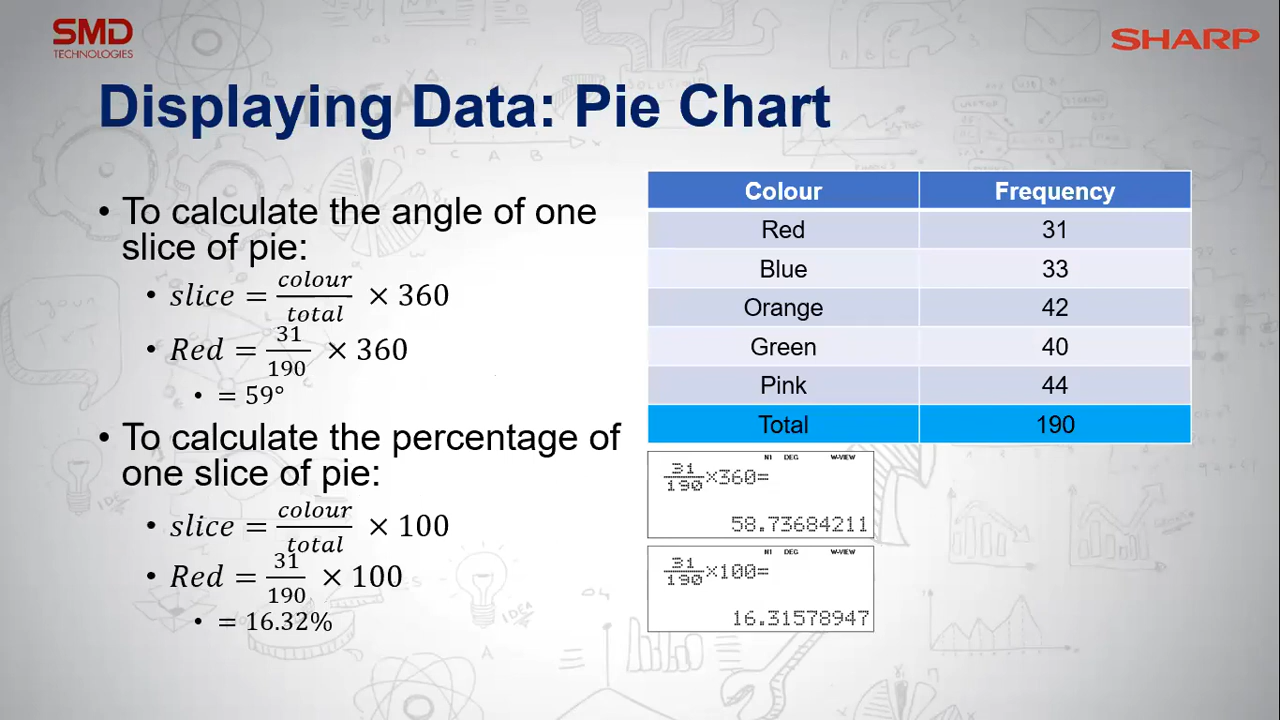 SMD
TECHNOLOGIES
SHARP
Displaying Data: Pie Chart
• To calculate the angle of one
slice of pie:
• slice = colour/total × 360
• Red = 31/190 × 360
• = 59°
• To calculate the percentage of
one slice of pie:
• slice = colour/total × 100
• Red = 31/190 × 100
• = 16.32%
Colour Frequency
Red 31
Blue 33
Orange 42
Green 40
Pink 44
Total 190
N1 DEG W-VIEW
31/190×360=
58.73684211
N1 DEG W-VIEW
31/190×100=
16.31578947
IDEA